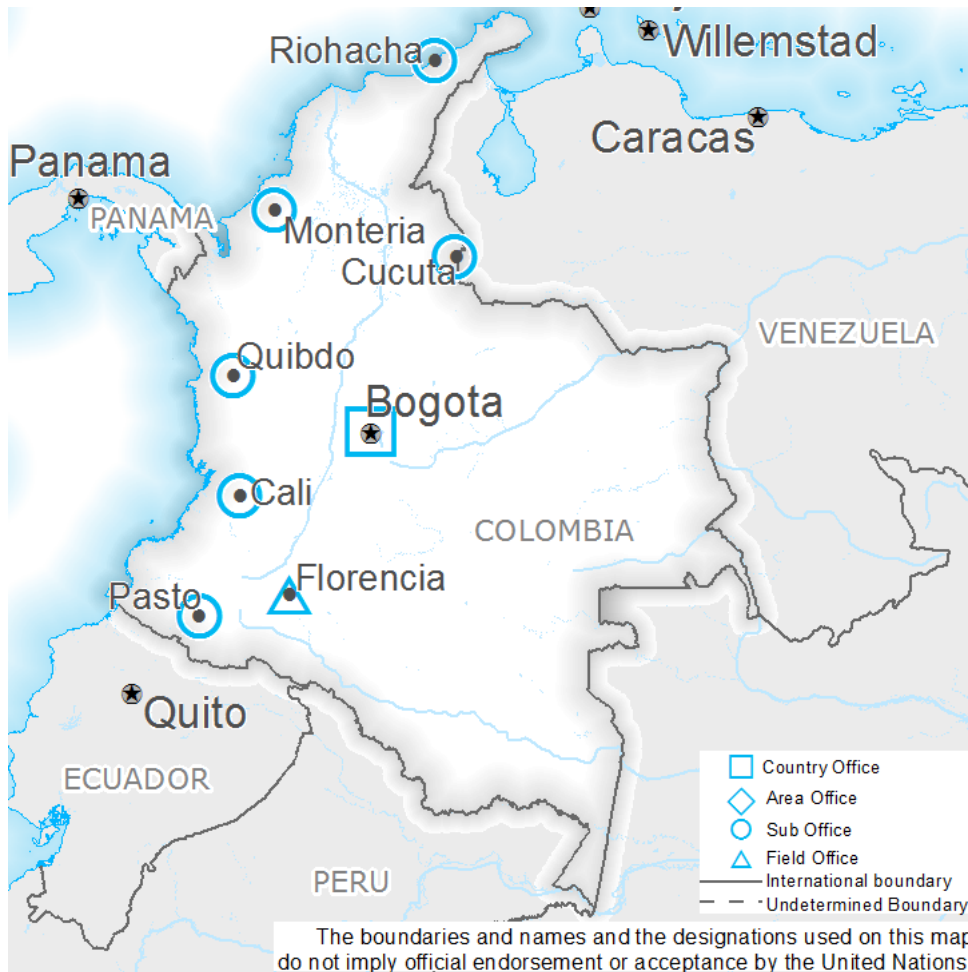 Riohacha
Willemstad
Caracas
Panama
PANAMA
Monteria
Cucuta
VENEZUELA
Quibdo
Bogota
Cali
COLOMBIA
Florencia
Pasto
Quito
ECUADOR
PERU
Country Office
Area Office
Sub Office
Field Office
International boundary
Undetermined Boundary
The boundaries and names and the designations used on this map
do not imply official endorsement or acceptance by the United Nations